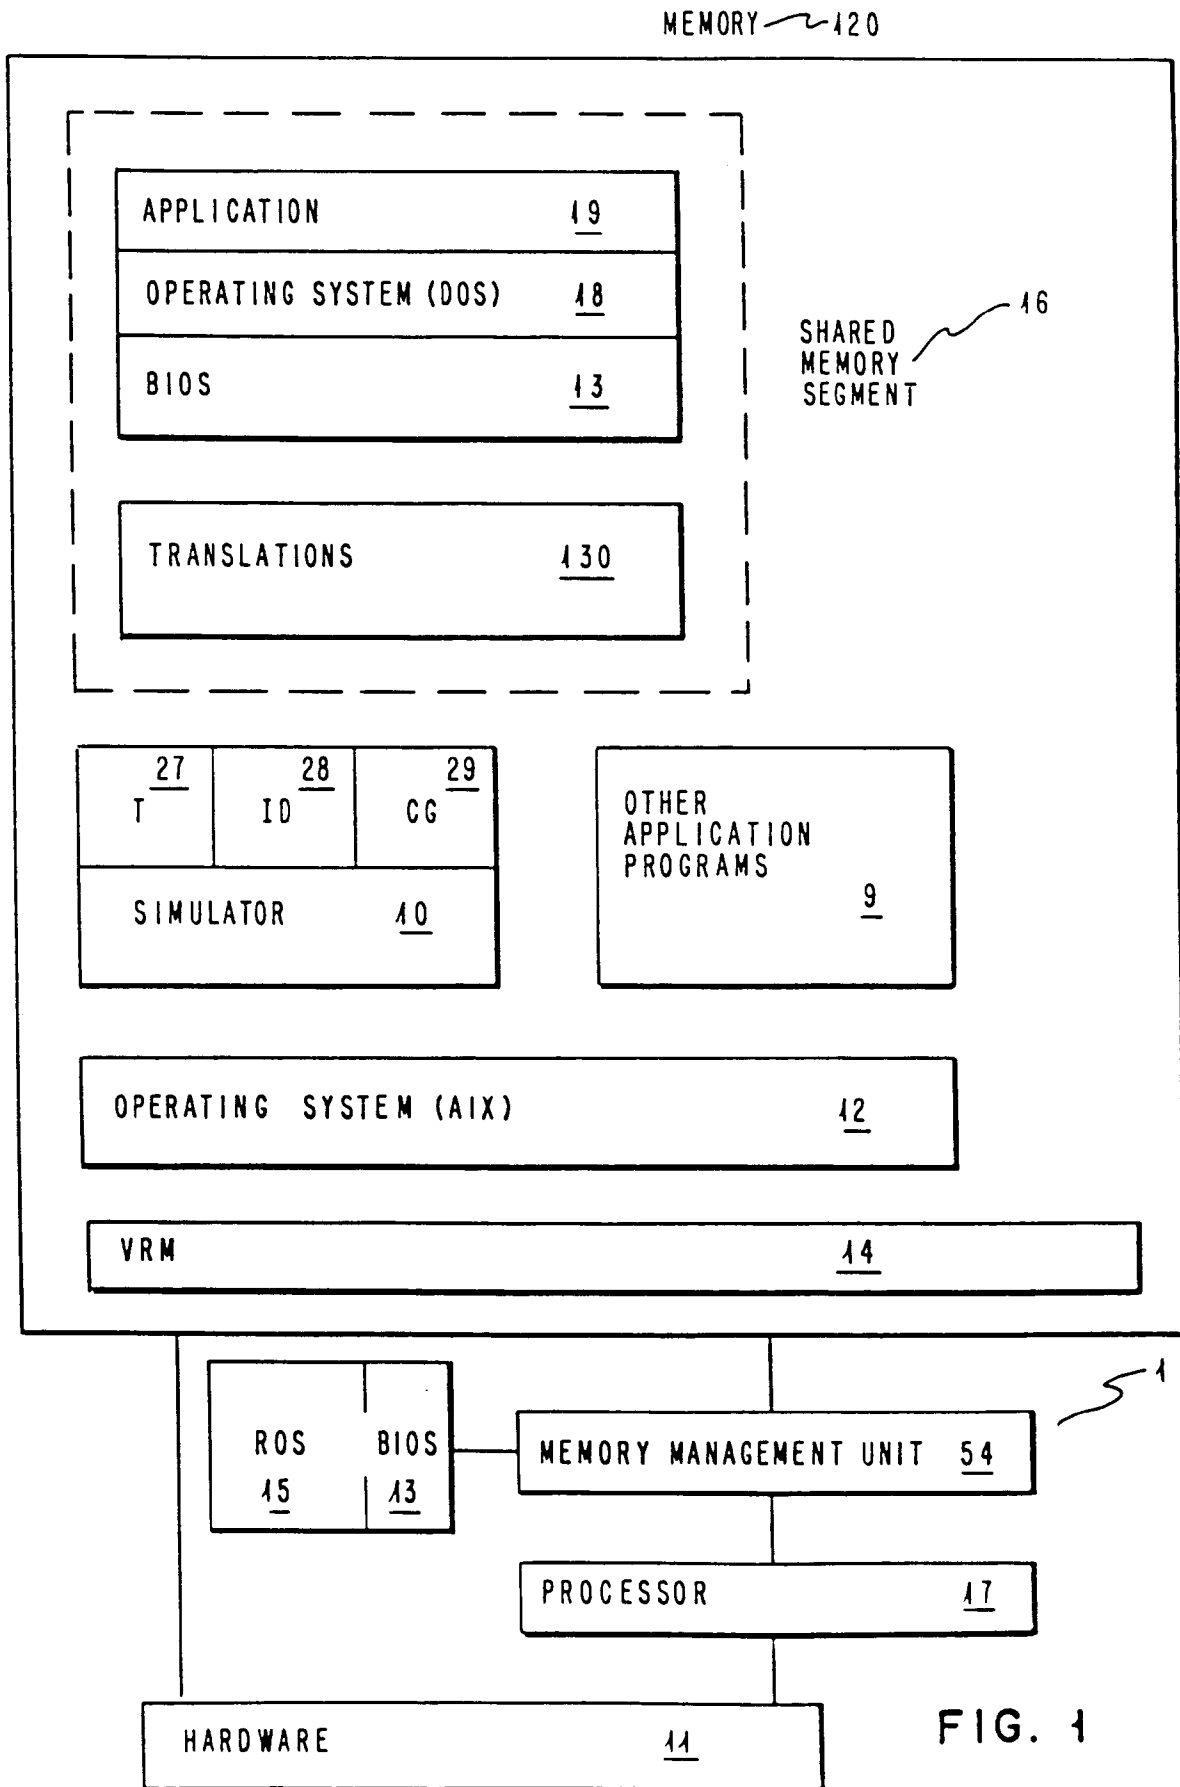 MEMORY 120
APPLICATION 19
OPERATING SYSTEM (DOS) 18
BIOS 13
SHARED
MEMORY
SEGMENT
16
TRANSLATIONS 130
27 28 29
T ID CG
SIMULATOR 10
OTHER
APPLICATION
PROGRAMS
9
OPERATING SYSTEM (AIX) 12
VRM 14
1
ROS BIOS
15 13
MEMORY MANAGEMENT UNIT 54
PROCESSOR 17
HARDWARE 11
FIG. 1